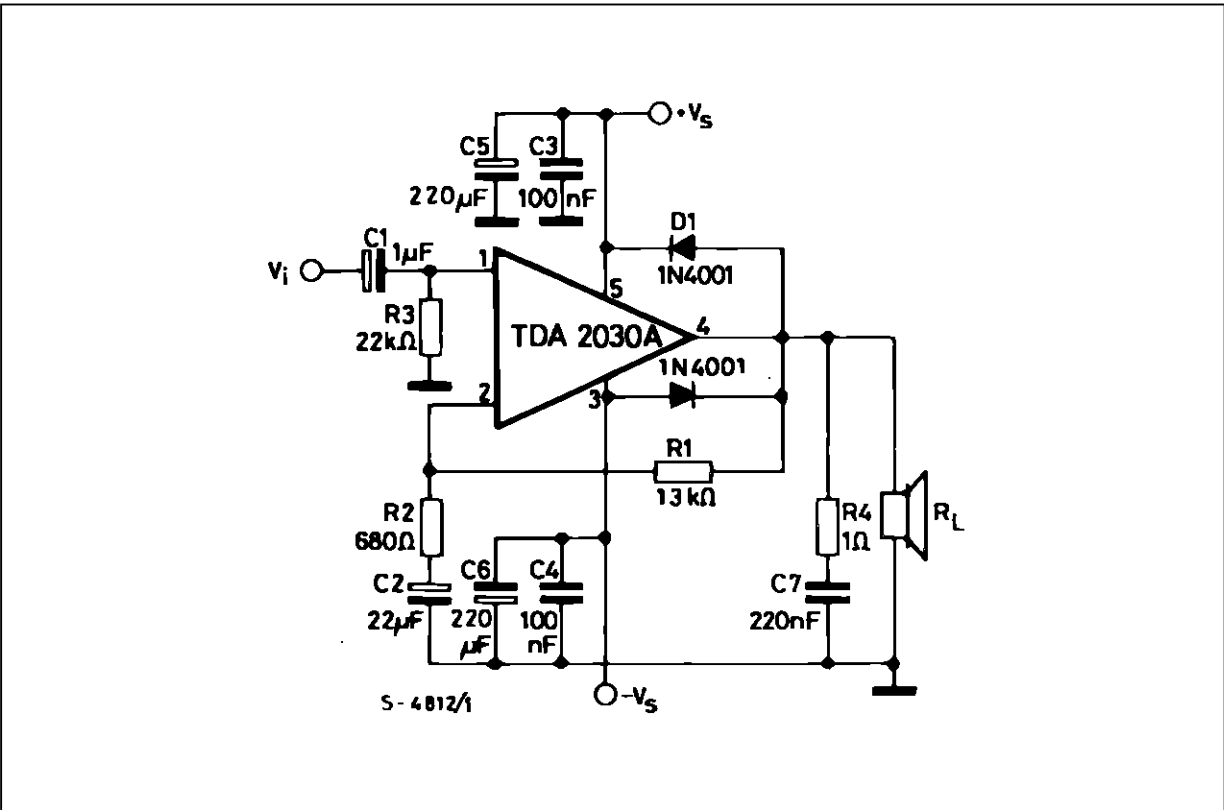 +Vs
C5
C3
220µF
100nF
D1
1N4001
C1
1µF
Vi
1
5
R3
22kΩ
TDA 2030A
4
1N4001
2
3
R1
13kΩ
R2
680Ω
R4
1Ω
RL
C2
22µF
C6
220
µF
C4
100
nF
C7
220nF
S-4812/1
-Vs